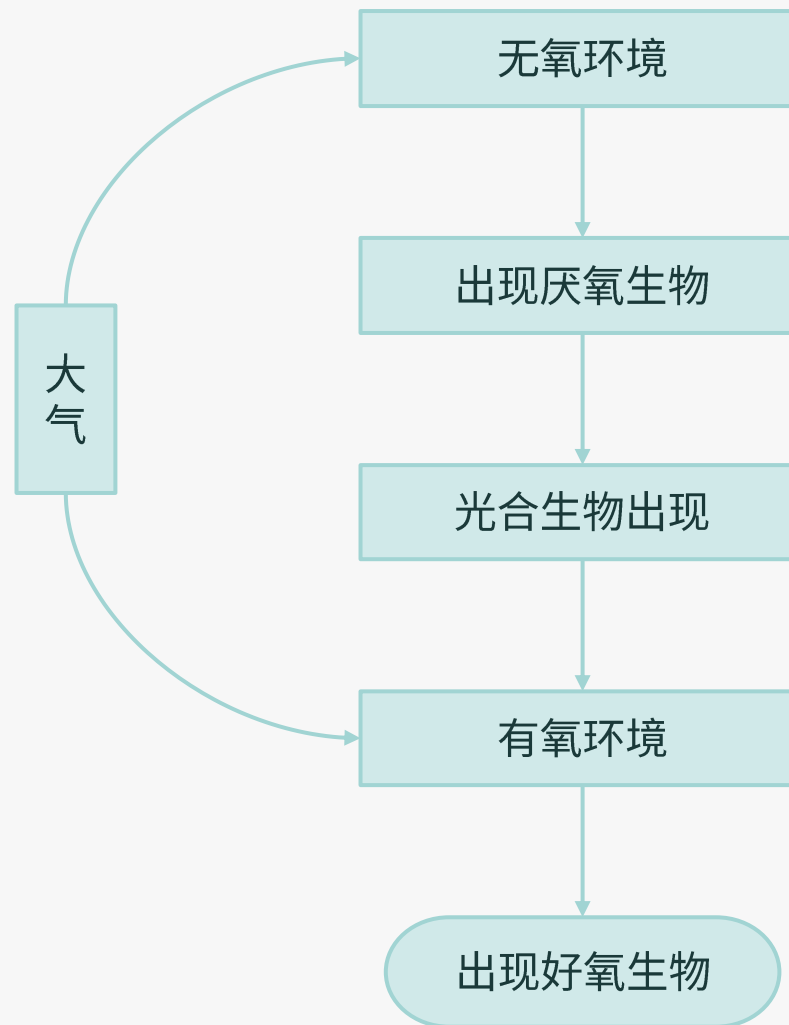 无氧环境
出现厌氧生物
大
气
光合生物出现
有氧环境
出现好氧生物